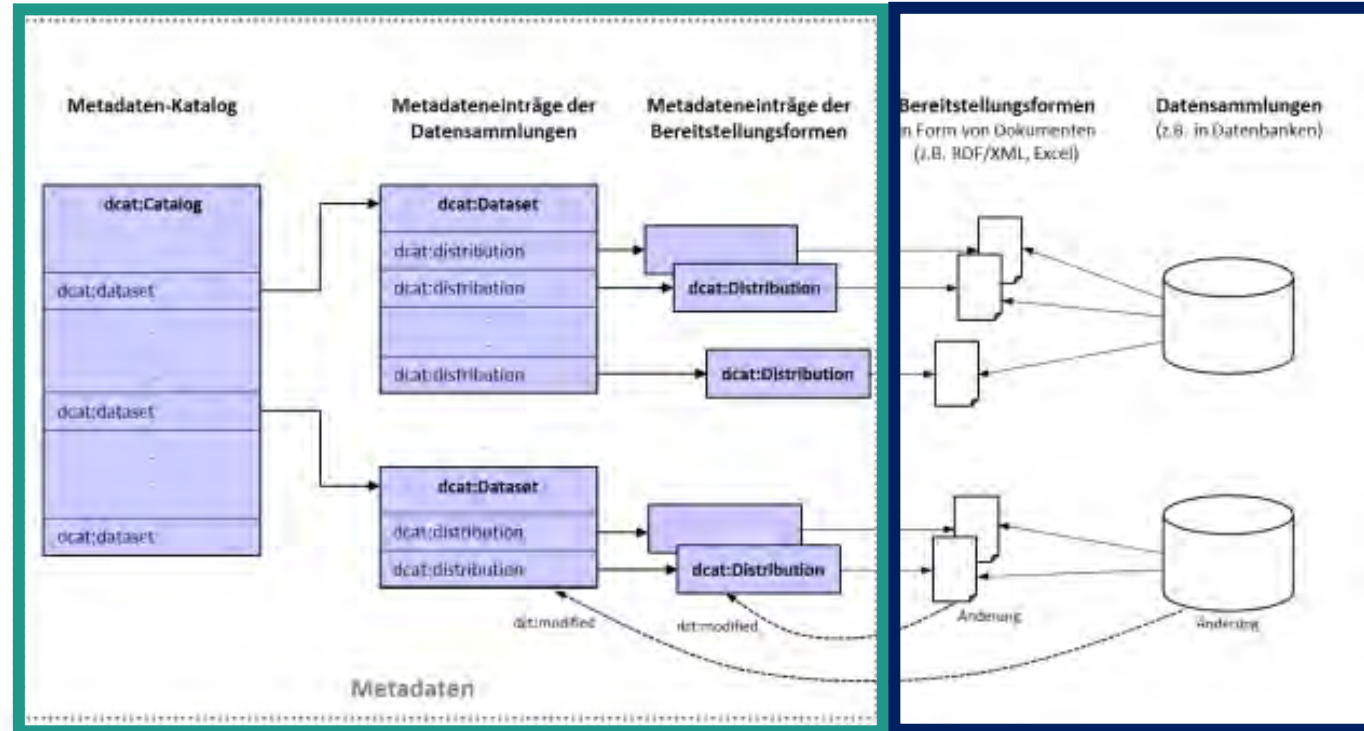 Metadaten-Katalog
Metadateneinträge der
Datensammlungen
Metadateneinträge der
Bereitstellungsformen
Bereitstellungsformen
n Form von Dokumenten
(z.B. RDF/XML, Excel)
Datensammlungen
(z.B. in Datenbanken)
dcat:Catalog
dcat:dataset
dcat:dataset
dcat:dataset
dcat:Dataset
dcat:distribution
dcat:distribution
dcat:distribution
dcat:Distribution
dcat:Distribution
dcat:Dataset
dcat:distribution
dcat:distribution
dcat:Distribution
dct:modified
dct:modified
Änderung
Änderung
Metadaten